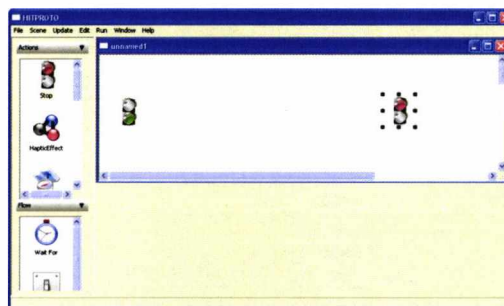 HITPROTO
File Scene Update Edit Run Window Help
Actions
unnamed1
Stop
HapticEffect
Flow
Wait For